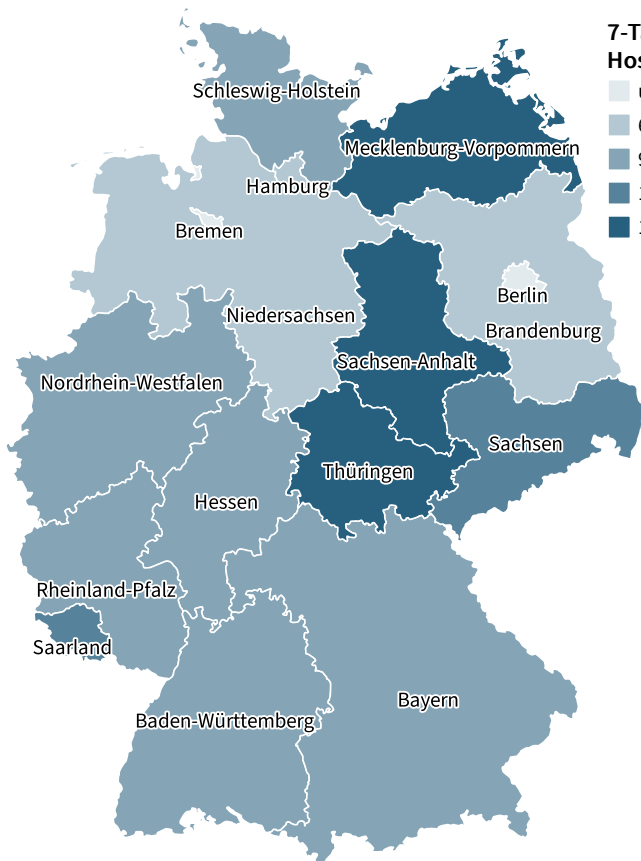 7-T
Hos
Schleswig-Holstein
Mecklenburg-Vorpommern
Hamburg
Bremen
Berlin
Niedersachsen
Brandenburg
Sachsen-Anhalt
Nordrhein-Westfalen
Sachsen
Thüringen
Hessen
Rheinland-Pfalz
Saarland
Bayern
Baden-Württemberg